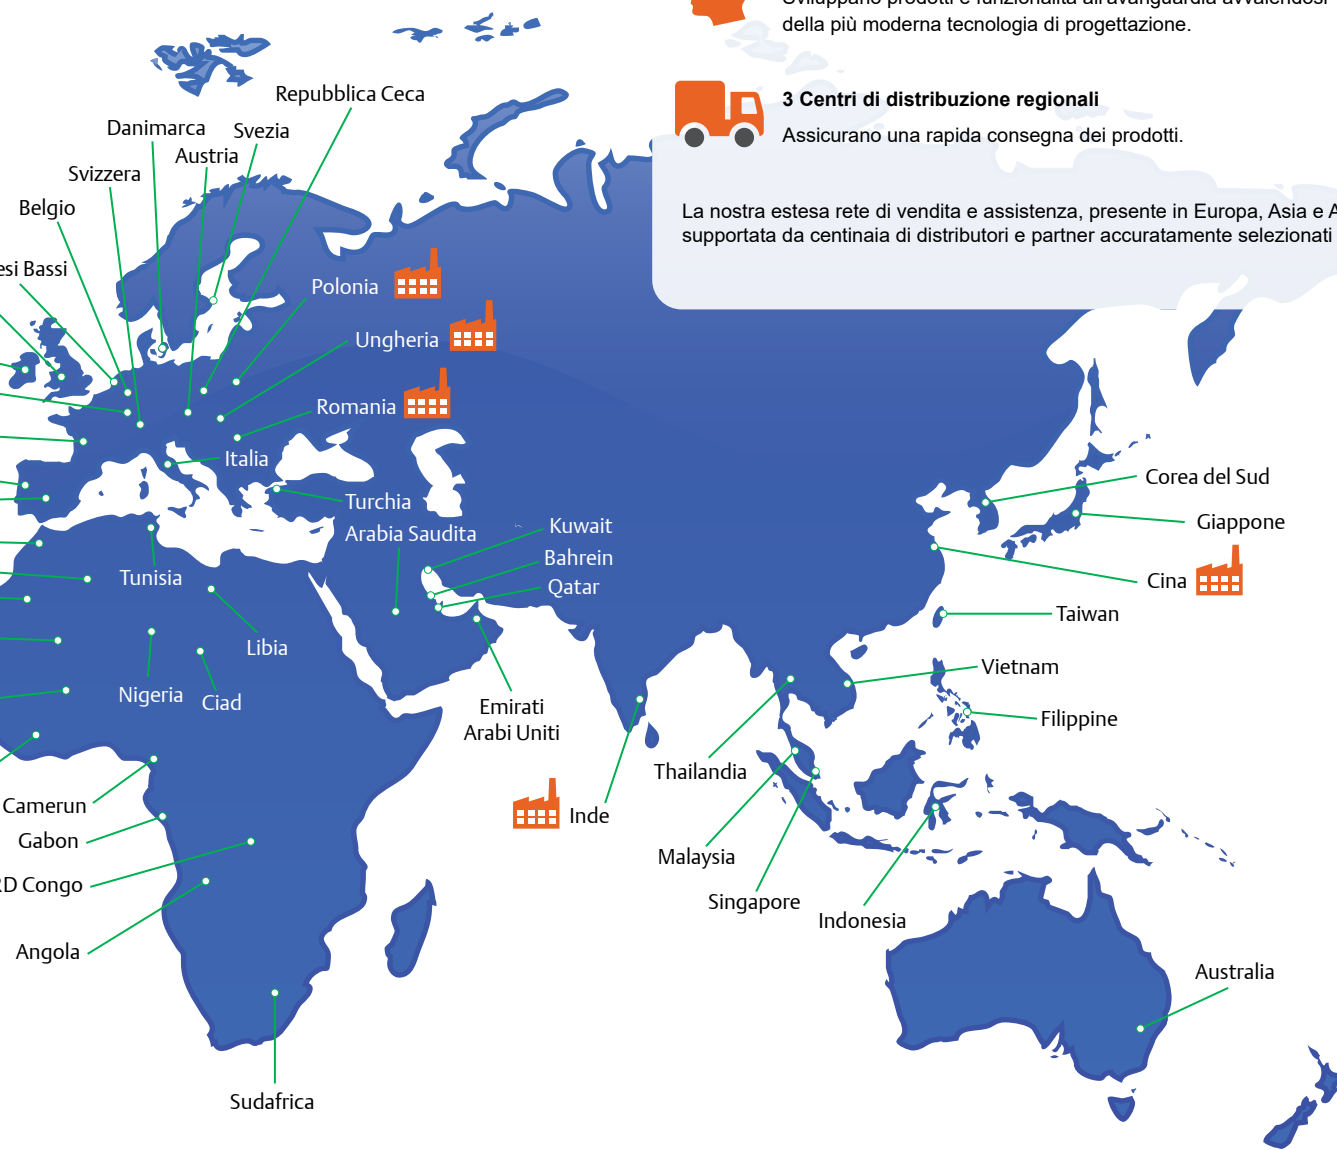 della più moderna tecnologia di progettazione.
3 Centri di distribuzione regionali
Assicurano una rapida consegna dei prodotti.
La nostra estesa rete di vendita e assistenza, presente in Europa, Asia e A
supportata da centinaia di distributori e partner accuratamente selezionati
Repubblica Ceca
Danimarca
Svezia
Austria
Svizzera
Belgio
esi Bassi
Polonia
Ungheria
Romania
Italia
Turchia
Arabia Saudita
Kuwait
Bahrein
Qatar
Tunisia
Libia
Nigeria
Ciad
Emirati
Arabi Uniti
Camerun
Gabon
RD Congo
Angola
Sudafrica
Inde
Thailandia
Malaysia
Singapore
Indonesia
Corea del Sud
Giappone
Cina
Taiwan
Vietnam
Filippine
Australia